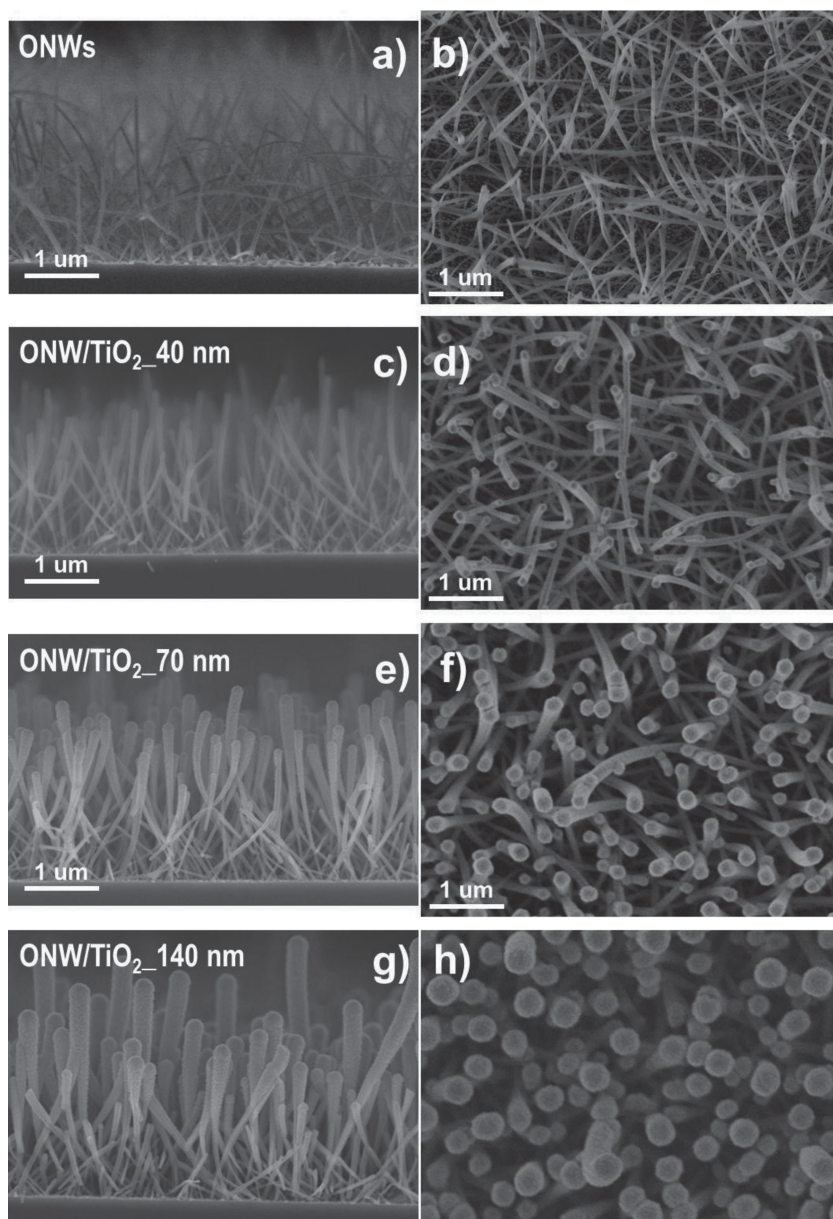 ONWs
a)
b)
1 um
1 um
ONW/TiO₂_40 nm
c)
d)
1 um
1 um
ONW/TiO₂_70 nm
e)
f)
1 um
1 um
ONW/TiO₂_140 nm
g)
h)